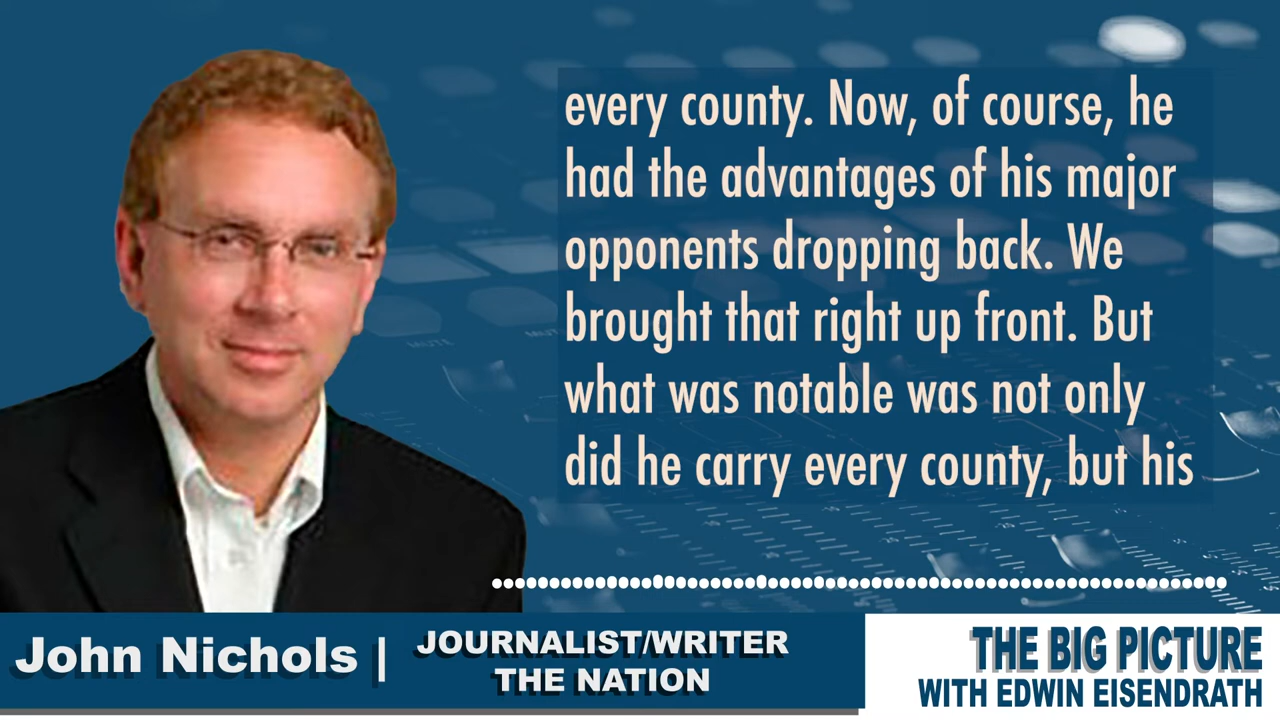 every county. Now, of course, he
had the advantages of his major
opponents dropping back. We
brought that right up front. But
what was notable was not only
did he carry every county, but his
MUTE
John Nichols |
JOURNALIST/WRITER
THE NATION
THE BIG PICTURE
WITH EDWIN EISENDRATH